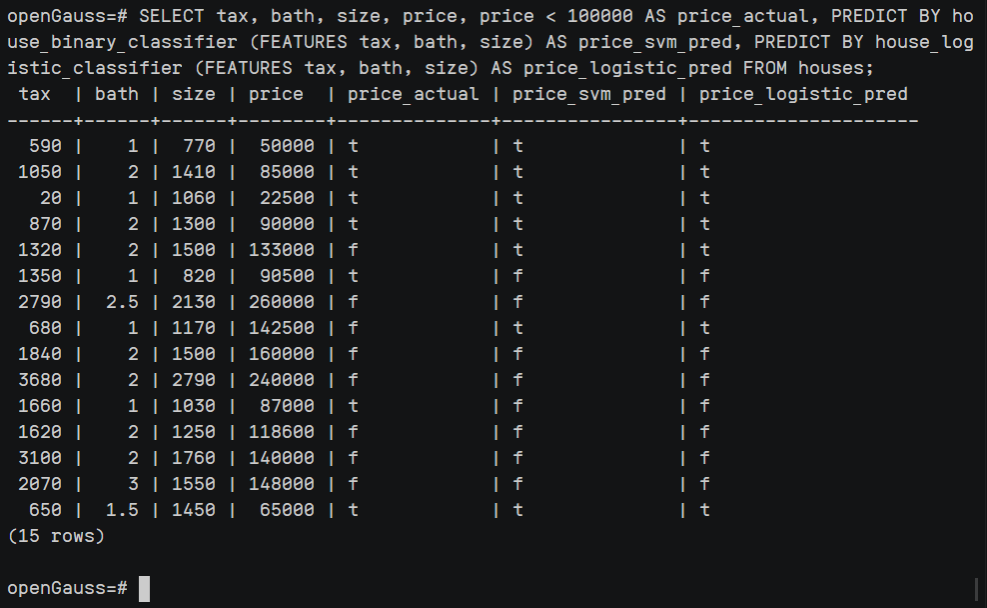 openGauss=# SELECT tax, bath, size, price, price < 100000 AS price_actual, PREDICT BY ho
use_binary_classifier (FEATURES tax, bath, size) AS price_svm_pred, PREDICT BY house_log
istic_classifier (FEATURES tax, bath, size) AS price_logistic_pred FROM houses;
 tax  | bath | size | price  | price_actual | price_svm_pred | price_logistic_pred
------+------+------+--------+--------------+----------------+---------------------
  590 |    1 |  770 |  50000 | t            | t              | t
 1050 |    2 | 1410 |  85000 | t            | t              | t
   20 |    1 | 1060 |  22500 | t            | t              | t
  870 |    2 | 1300 |  90000 | t            | t              | t
 1320 |    2 | 1500 | 133000 | f            | t              | t
 1350 |    1 |  820 |  90500 | t            | f              | f
 2790 |  2.5 | 2130 | 260000 | f            | f              | f
  680 |    1 | 1170 | 142500 | f            | t              | t
 1840 |    2 | 1500 | 160000 | f            | f              | f
 3680 |    2 | 2790 | 240000 | f            | f              | f
 1660 |    1 | 1030 |  87000 | t            | f              | f
 1620 |    2 | 1250 | 118600 | f            | f              | f
 3100 |    2 | 1760 | 140000 | f            | f              | f
 2070 |    3 | 1550 | 148000 | f            | f              | f
  650 |  1.5 | 1450 |  65000 | t            | t              | t
(15 rows)
openGauss=#